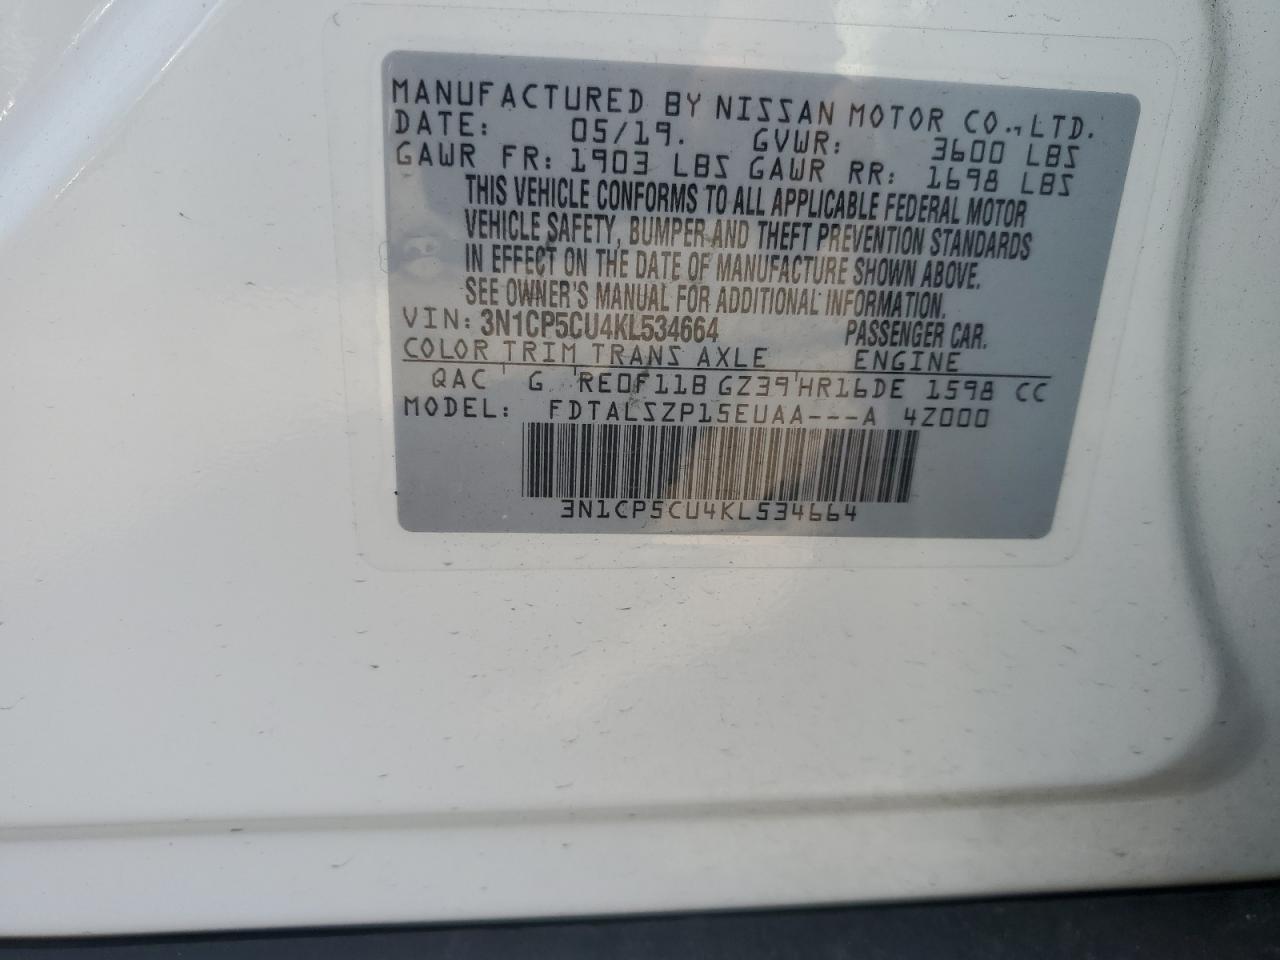 MANUFACTURED BY NISSAN MOTOR CO., LTD.
DATE: 05/19. GVWR: 3600 LBS
GAWR FR: 1903 LBS GAWR RR: 1698 LBS
THIS VEHICLE CONFORMS TO ALL APPLICABLE FEDERAL MOTOR
VEHICLE SAFETY, BUMPER AND THEFT PREVENTION STANDARDS
IN EFFECT ON THE DATE OF MANUFACTURE SHOWN ABOVE.
SEE OWNER'S MANUAL FOR ADDITIONAL INFORMATION.
VIN: 3N1CP5CU4KL534664 PASSENGER CAR.
COLOR TRIM TRANS AXLE ENGINE
QAC G RE0F11B GZ39 HR16DE 1598 CC
MODEL: FDTALSZP15EUAA---A 4Z000
3N1CP5CU4KL534664